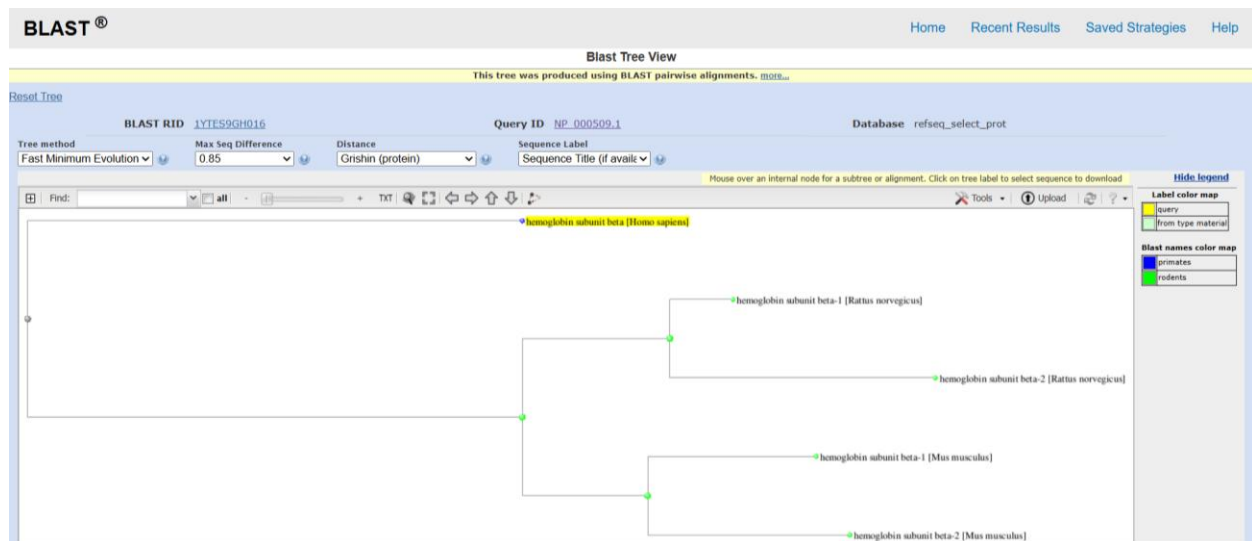 BLAST ®
Home Recent Results Saved Strategies Help
Blast Tree View
This tree was produced using BLAST pairwise alignments. more...
Reset Tree
BLAST RID 1YTES9GH016 Query ID NP_000509.1 Database refseq_select_prot
Tree method Max Seq Difference Distance Sequence Label
Fast Minimum Evolution 0.85 Grishin (protein) Sequence Title (if availa
Mouse over an internal node for a subtree or alignment. Click on tree label to select sequence to download
Hide legend
Find: all - + TXT Tools Upload ?
Label color map
query
from type material
Blast names color map
primates
rodents
hemoglobin subunit beta [Homo sapiens]
hemoglobin subunit beta-1 [Rattus norvegicus]
hemoglobin subunit beta-2 [Rattus norvegicus]
hemoglobin subunit beta-1 [Mus musculus]
hemoglobin subunit beta-2 [Mus musculus]